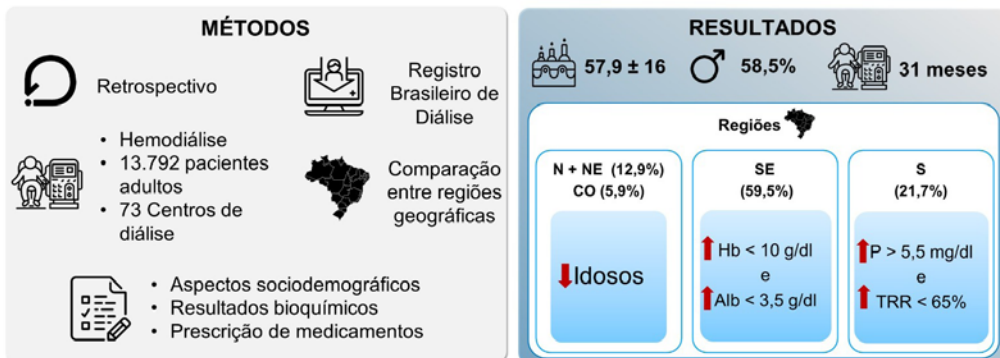 MÉTODOS
Retrospectivo
Registro
Brasileiro de
Diálise
• Hemodiálise
• 13.792 pacientes
adultos
• 73 Centros de
diálise
Comparação
entre regiões
geográficas
• Aspectos sociodemográficos
• Resultados bioquímicos
• Prescrição de medicamentos
RESULTADOS
57,9 ± 16
58,5%
31 meses
Regiões
N + NE (12,9%)
CO (5,9%)
Idosos
SE
(59,5%)
Hb < 10 g/dl
e
Alb < 3,5 g/dl
S
(21,7%)
P > 5,5 mg/dl
e
TRR < 65%